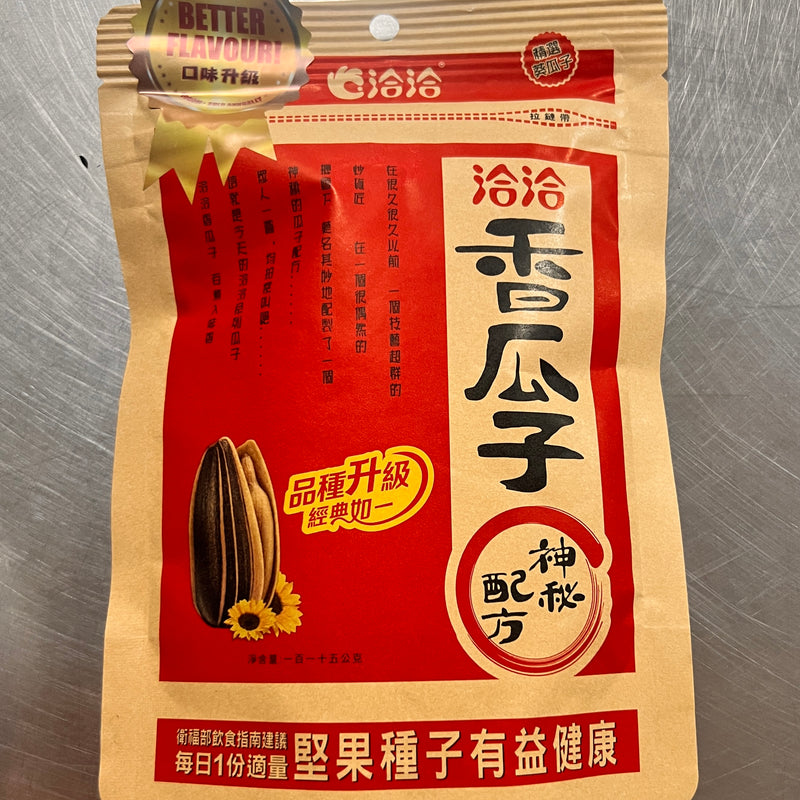 BETTER
FLAVOUR!
口味升級
洽洽
精選
葵瓜子
拉鏈帶
洽洽
香瓜子
神秘
配方
在很久很久以前 一個技藝超群的
炒貨匠 在一個很偶然的
莫名其妙地配製了一個
神秘的瓜子配方……
品種升級
經典如一
淨含量 一百一十五公克
衛福部飲食指南建議
每日1份適量
堅果種子有益健康